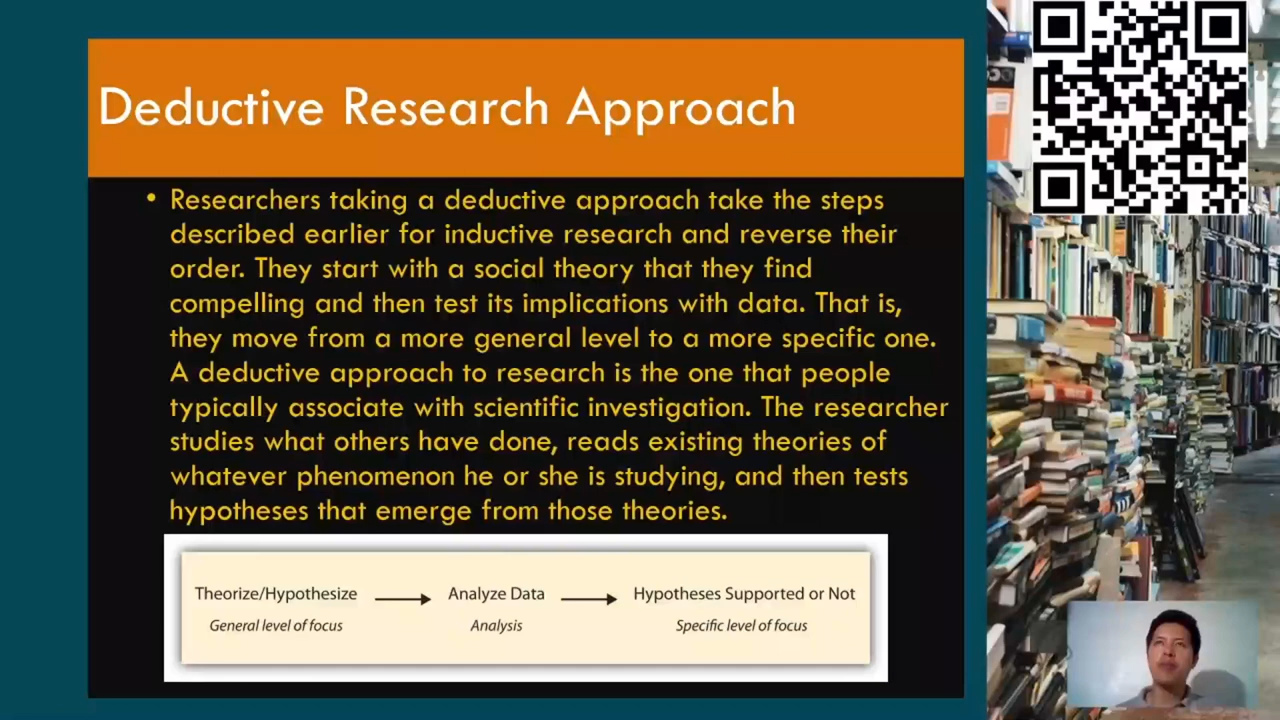 Deductive Research Approach
• Researchers taking a deductive approach take the steps
described earlier for inductive research and reverse their
order. They start with a social theory that they find
compelling and then test its implications with data. That is,
they move from a more general level to a more specific one.
A deductive approach to research is the one that people
typically associate with scientific investigation. The researcher
studies what others have done, reads existing theories of
whatever phenomenon he or she is studying, and then tests
hypotheses that emerge from those theories.
Theorize/Hypothesize → Analyze Data → Hypotheses Supported or Not
General level of focus Analysis Specific level of focus